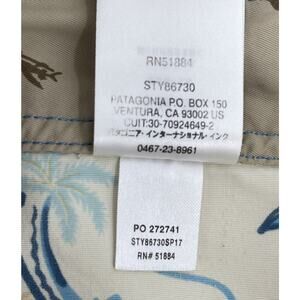 RN51884
STY86730
PATAGONIA P.O. BOX 150
VENTURA, CA 93002 US
CUIT:30-70924649-2
パタゴニア・インターナショナル・インク
0467-23-8961
PO 272741
STY86730SP17
RN# 51884